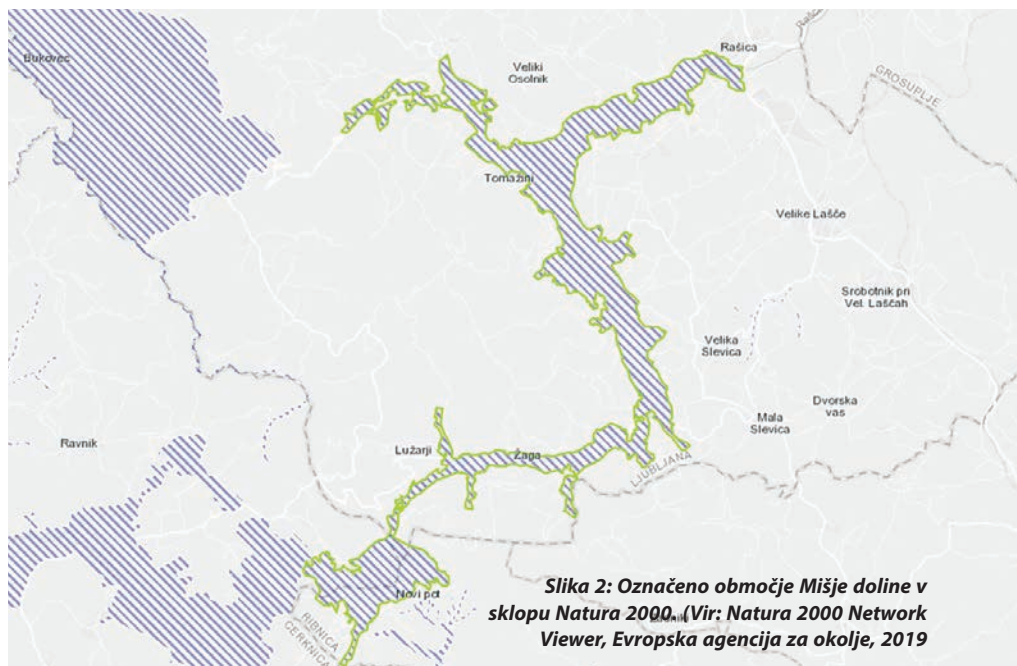 Bukovec
Veliki
Osolnik
Rašica
GROSUPLJE
Tomažini
Velike Lašče
Srobotnik pri
Vel. Laščah
Velika
Slevica
Dvorska
vas
Mala
Slevica
Ravnik
Lužarji
Žaga
LJUBLJANA
Novi pot
RIBNICA
CERKNICA
Slika 2: Označeno območje Mišje doline v
sklopu Natura 2000. (Vir: Natura 2000 Network
Viewer, Evropska agencija za okolje, 2019